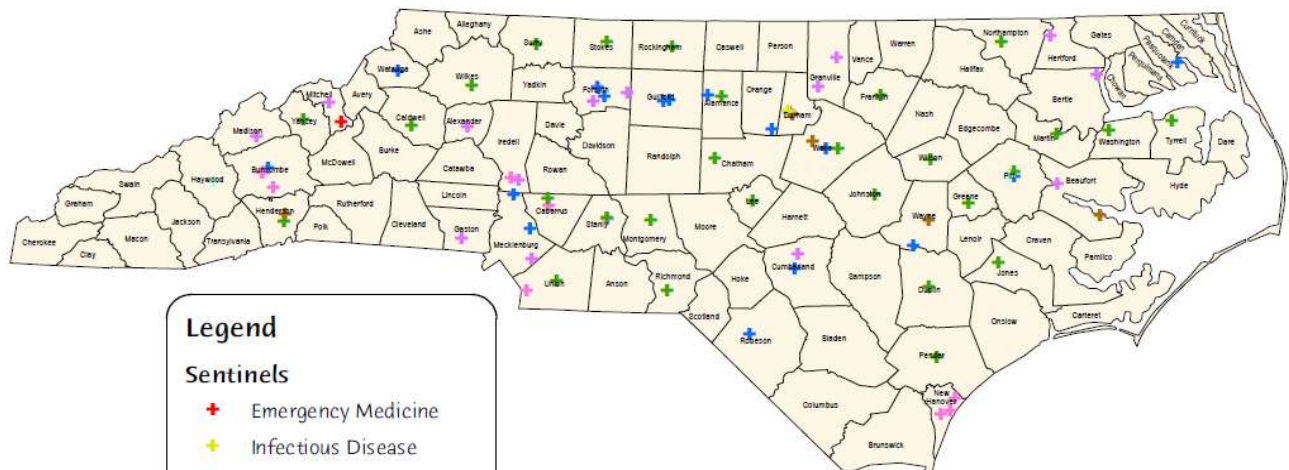 Alleghany
Ashe
Surry
Stokes
Rockingham
Caswell
Person
Vance
Warren
Northampton
Gates
Hertford
Camden
Currituck
Pasquotank
Perquimans
Chowan
Watauga
Wilkes
Yadkin
Forsyth
Guilford
Alamance
Orange
Durham
Granville
Franklin
Halifax
Bertie
Mitchell
Avery
Yancey
Caldwell
Alexander
Iredell
Davie
Davidson
Randolph
Chatham
Wake
Nash
Edgecombe
Martin
Washington
Tyrrell
Dare
Madison
Buncombe
McDowell
Burke
Catawba
Rowan
Wilson
Pitt
Beaufort
Hyde
Haywood
Swain
Graham
Jackson
Henderson
Rutherford
Lincoln
Cabarrus
Stanly
Montgomery
Moore
Lee
Harnett
Johnston
Wayne
Greene
Lenoir
Craven
Pamlico
Cherokee
Macon
Clay
Transylvania
Polk
Cleveland
Gaston
Mecklenburg
Union
Anson
Richmond
Hoke
Cumberland
Sampson
Duplin
Jones
Carteret
Onslow
Scotland
Robeson
Bladen
Pender
New
Hanover
Columbus
Brunswick
Legend
Sentinels
Emergency Medicine
Infectious Disease